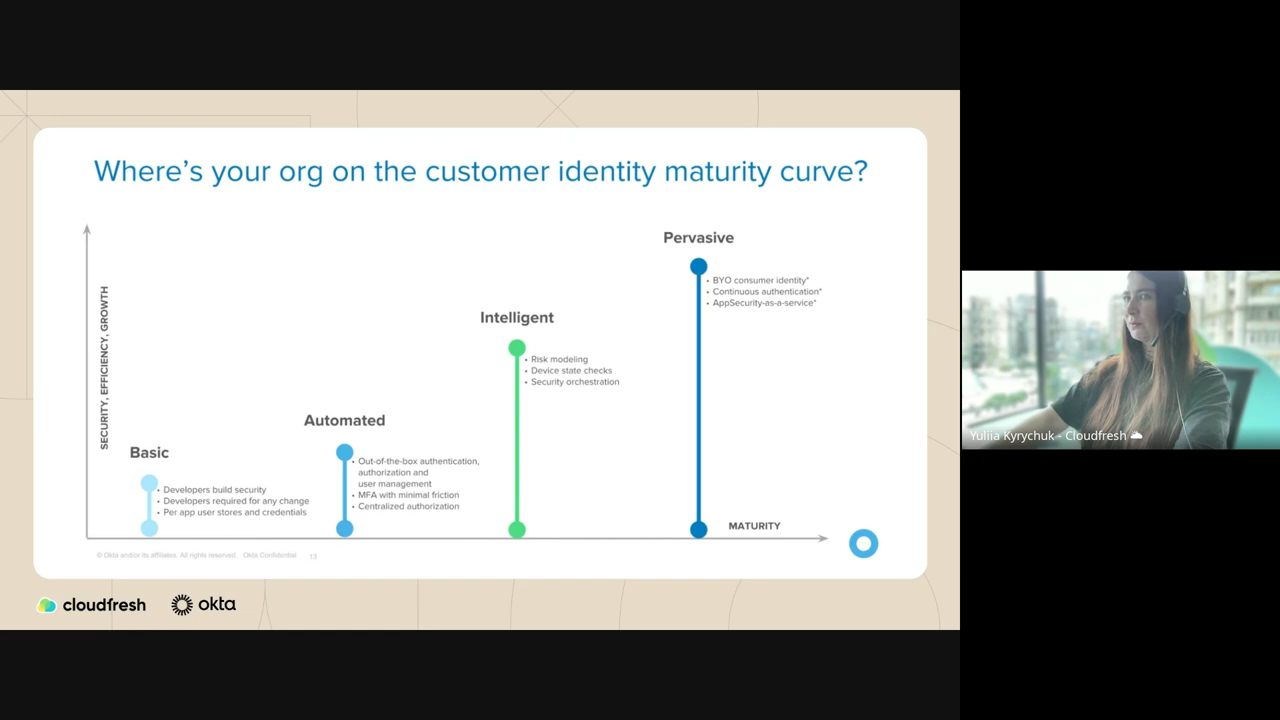 Where's your org on the customer identity maturity curve?
SECURITY, EFFICIENCY, GROWTH
Basic
• Developers build security
• Developers required for any change
• Per app user stores and credentials
Automated
• Out-of-the-box authentication,
authorization and
user management
• MFA with minimal friction
• Centralized authorization
Intelligent
• Risk modeling
• Device state checks
• Security orchestration
Pervasive
• BYO consumer identity*
• Continuous authentication*
• AppSecurity-as-a-service*
MATURITY
© Okta and/or its affiliates. All rights reserved. Okta Confidential 13
cloudfresh
okta
Yuliia Kyrychuk - Cloudfresh